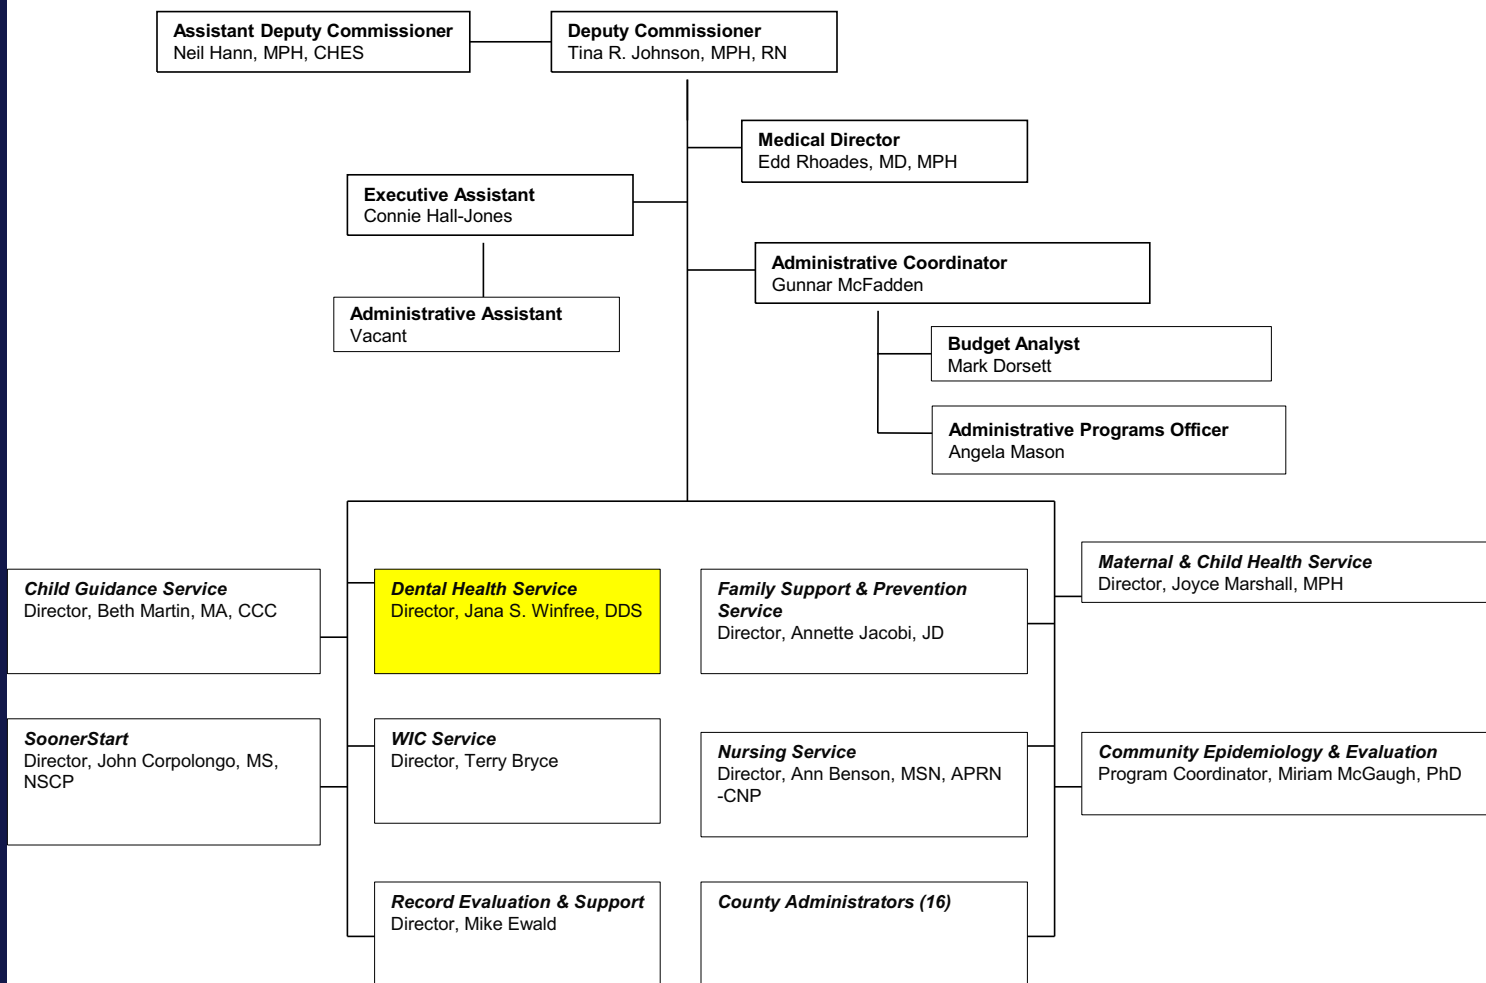 Assistant Deputy Commissioner
Neil Hann, MPH, CHES
Deputy Commissioner
Tina R. Johnson, MPH, RN
Medical Director
Edd Rhoades, MD, MPH
Executive Assistant
Connie Hall-Jones
Administrative Coordinator
Gunnar McFadden
Administrative Assistant
Vacant
Budget Analyst
Mark Dorsett
Administrative Programs Officer
Angela Mason
Child Guidance Service
Director, Beth Martin, MA, CCC
Dental Health Service
Director, Jana S. Winfree, DDS
Family Support & Prevention
Service
Director, Annette Jacobi, JD
Maternal & Child Health Service
Director, Joyce Marshall, MPH
SoonerStart
Director, John Corpolongo, MS,
NSCP
WIC Service
Director, Terry Bryce
Nursing Service
Director, Ann Benson, MSN, APRN
-CNP
Community Epidemiology & Evaluation
Program Coordinator, Miriam McGaugh, PhD
Record Evaluation & Support
Director, Mike Ewald
County Administrators (16)